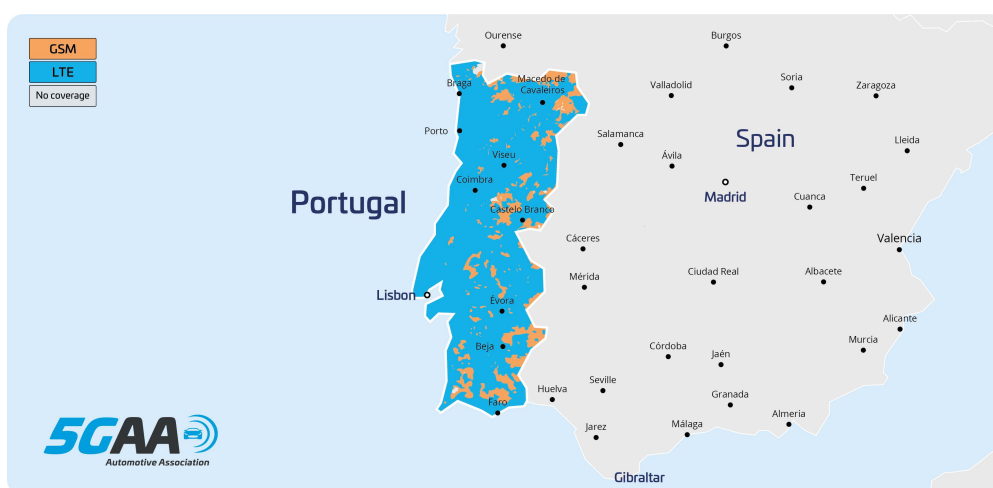 GSM
LTE
No coverage
Ourense
Burgos
Braga
Macedo de
Cavaleiros
Valladolid
Soria
Zaragoza
Porto
Salamanca
Spain
Lleida
Viseu
Ávila
Coimbra
Madrid
Teruel
Portugal
Cuanca
Castelo Branco
Cáceres
Valencia
Mérida
Ciudad Real
Albacete
Lisbon
Évora
Alicante
Beja
Córdoba
Jaén
Murcia
Huelva
Seville
Granada
Faro
Almeria
Jarez
Málaga
5GAA
Automotive Association
Gibraltar